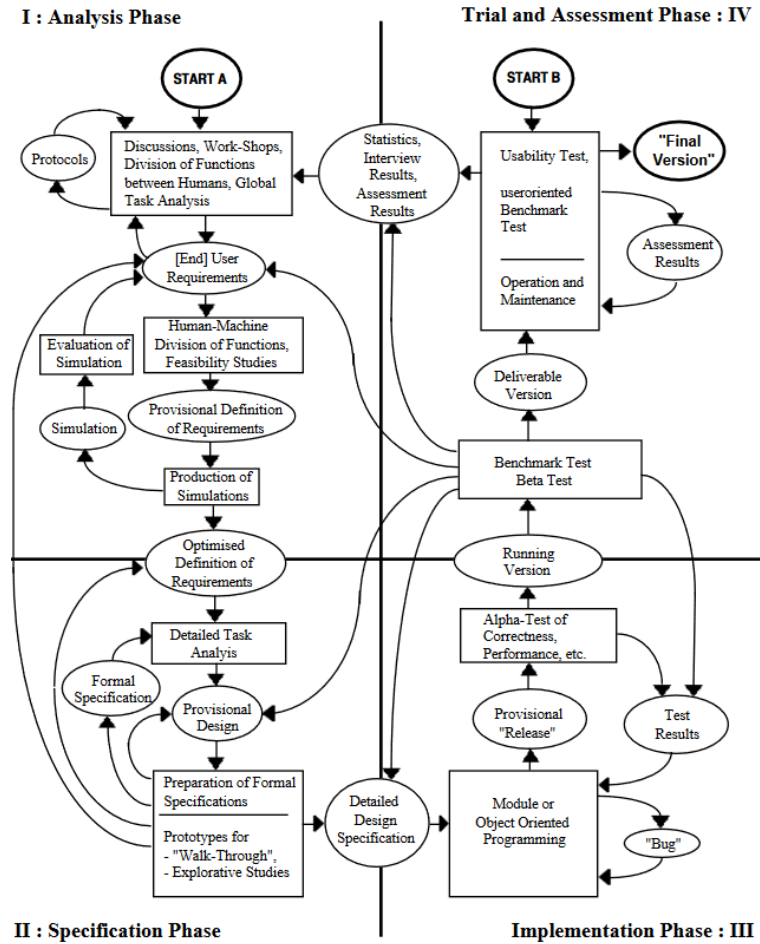 I : Analysis Phase
Trial and Assessment Phase : IV
START A
START B
Protocols
Discussions, Work-Shops,
Division of Functions
between Humans, Global
Task Analysis
Statistics,
Interview
Results,
Assessment
Results
Usability Test,
useroriented
Benchmark
Test
Operation and
Maintenance
"Final
Version"
Assessment
Results
[End] User
Requirements
Evaluation of
Simulation
Human-Machine
Division of Functions,
Feasibility Studies
Deliverable
Version
Simulation
Provisional Definition
of Requirements
Production of
Simulations
Benchmark Test
Beta Test
Optimised
Definition of
Requirements
Running
Version
Detailed Task
Analyis
Alpha-Test of
Correctness,
Performance, etc.
Formal
Specification
Provisional
Design
Provisional
"Release"
Test
Results
Preparation of Formal
Specifications
Prototypes for
- "Walk-Through",
- Explorative Studies
Detailed
Design
Specification
Module or
Object Oriented
Programming
"Bug"
II : Specification Phase
Implementation Phase : III